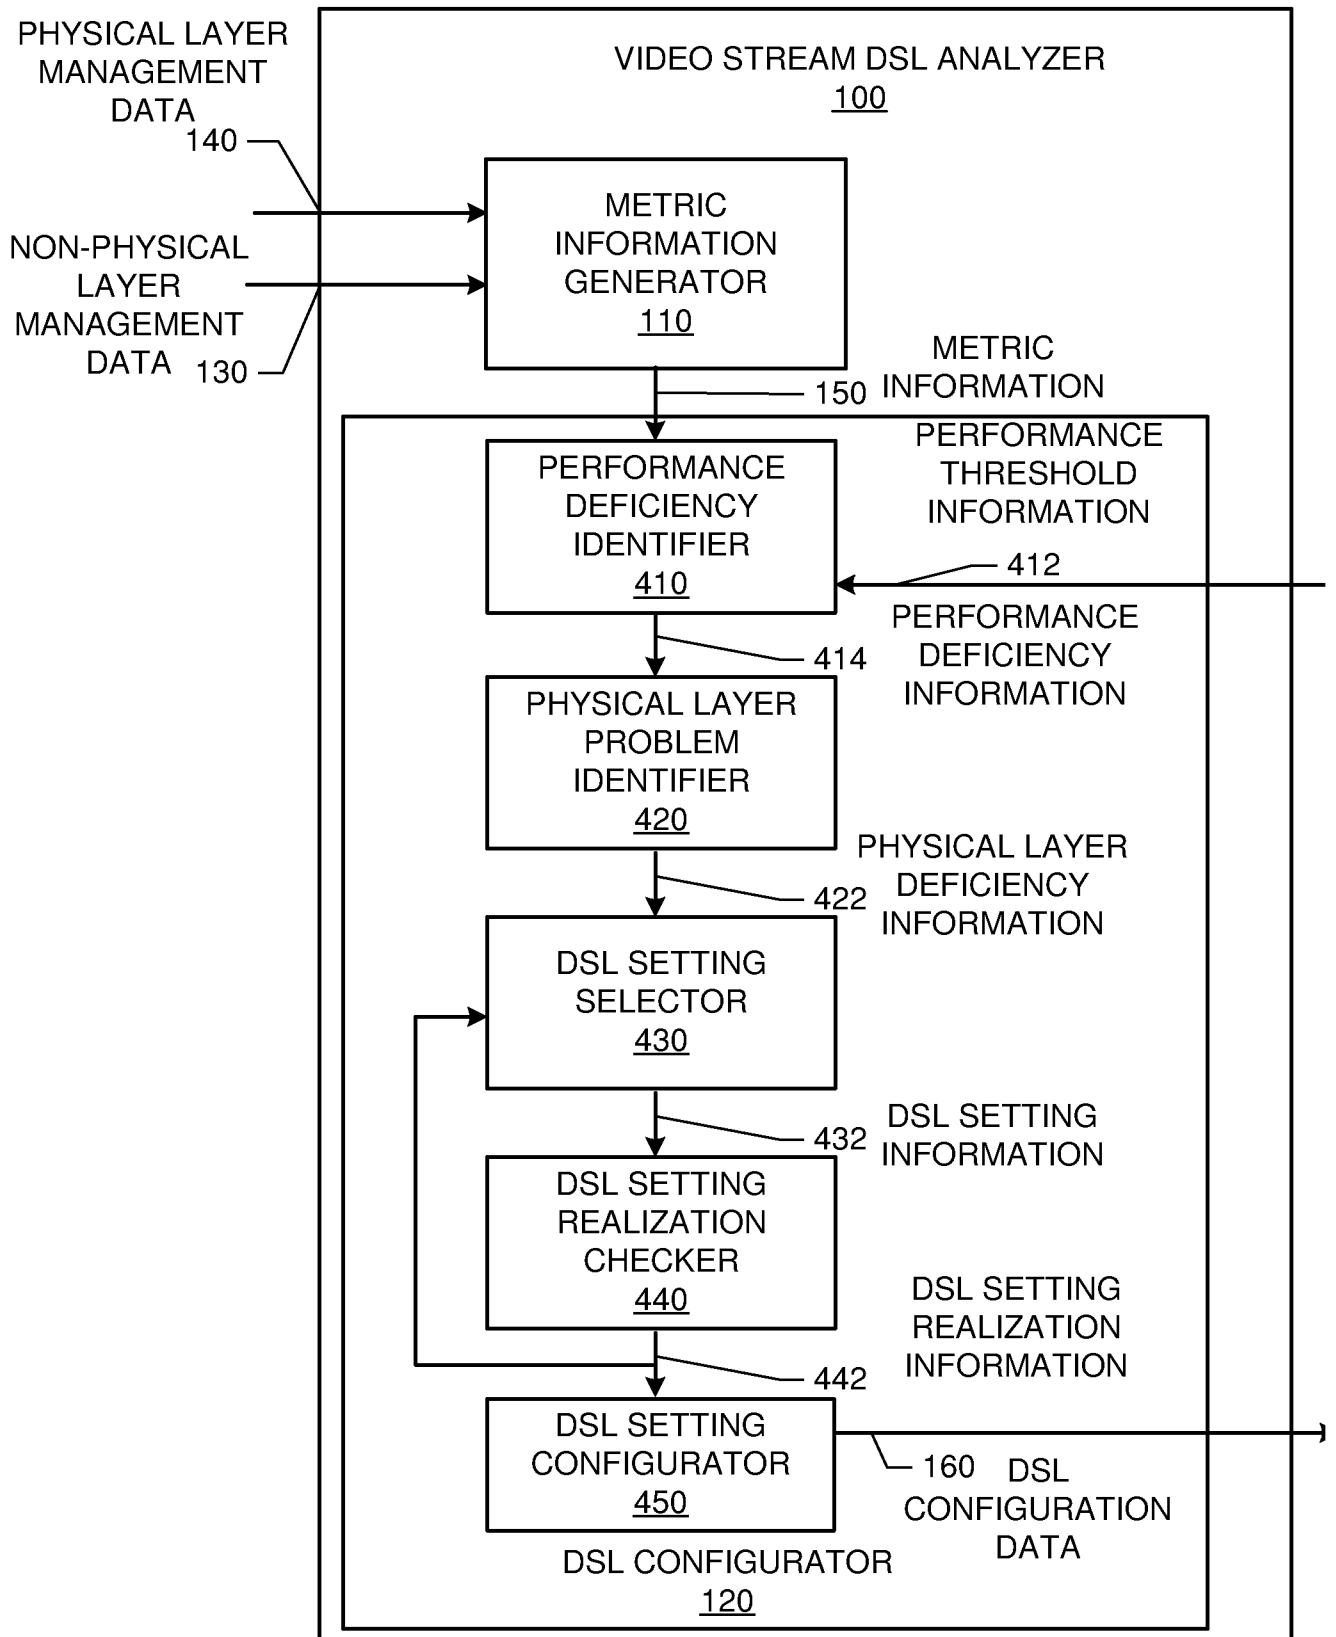 PHYSICAL LAYER
MANAGEMENT
DATA
140
VIDEO STREAM DSL ANALYZER
100
NON-PHYSICAL
LAYER
MANAGEMENT
DATA
130
METRIC
INFORMATION
GENERATOR
110
METRIC
INFORMATION
150
PERFORMANCE
THRESHOLD
INFORMATION
412
PERFORMANCE
DEFICIENCY
IDENTIFIER
410
PERFORMANCE
DEFICIENCY
INFORMATION
414
PHYSICAL LAYER
PROBLEM
IDENTIFIER
420
PHYSICAL LAYER
DEFICIENCY
INFORMATION
422
DSL SETTING
SELECTOR
430
DSL SETTING
INFORMATION
432
DSL SETTING
REALIZATION
CHECKER
440
DSL SETTING
REALIZATION
INFORMATION
442
DSL SETTING
CONFIGURATOR
450
160
DSL
CONFIGURATION
DATA
DSL CONFIGURATOR
120